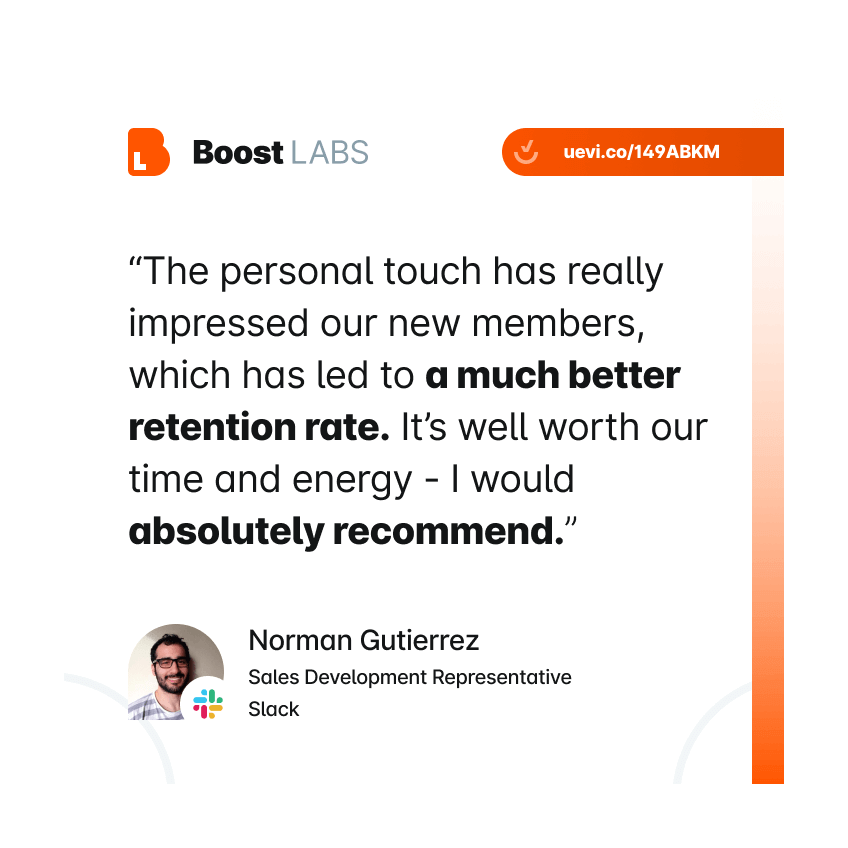 Boost LABS
uevi.co/149ABKM
“The personal touch has really
impressed our new members,
which has led to a much better
retention rate. It’s well worth our
time and energy - I would
absolutely recommend.”
Norman Gutierrez
Sales Development Representative
Slack